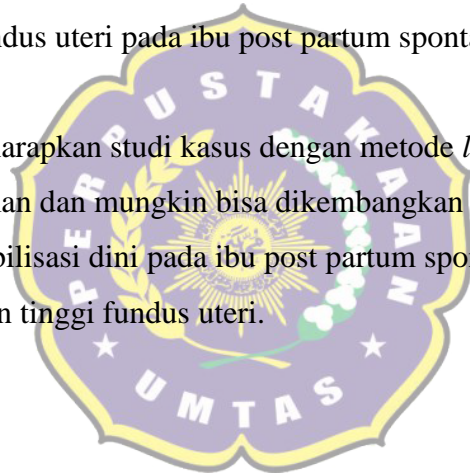 ndus uteri pada ibu post partum sponta
PERPUSTAKAAN
arapkan studi kasus dengan metode l
an dan mungkin bisa dikembangkan
bilisasi dini pada ibu post partum spo
n tinggi fundus uteri.
UMTAS